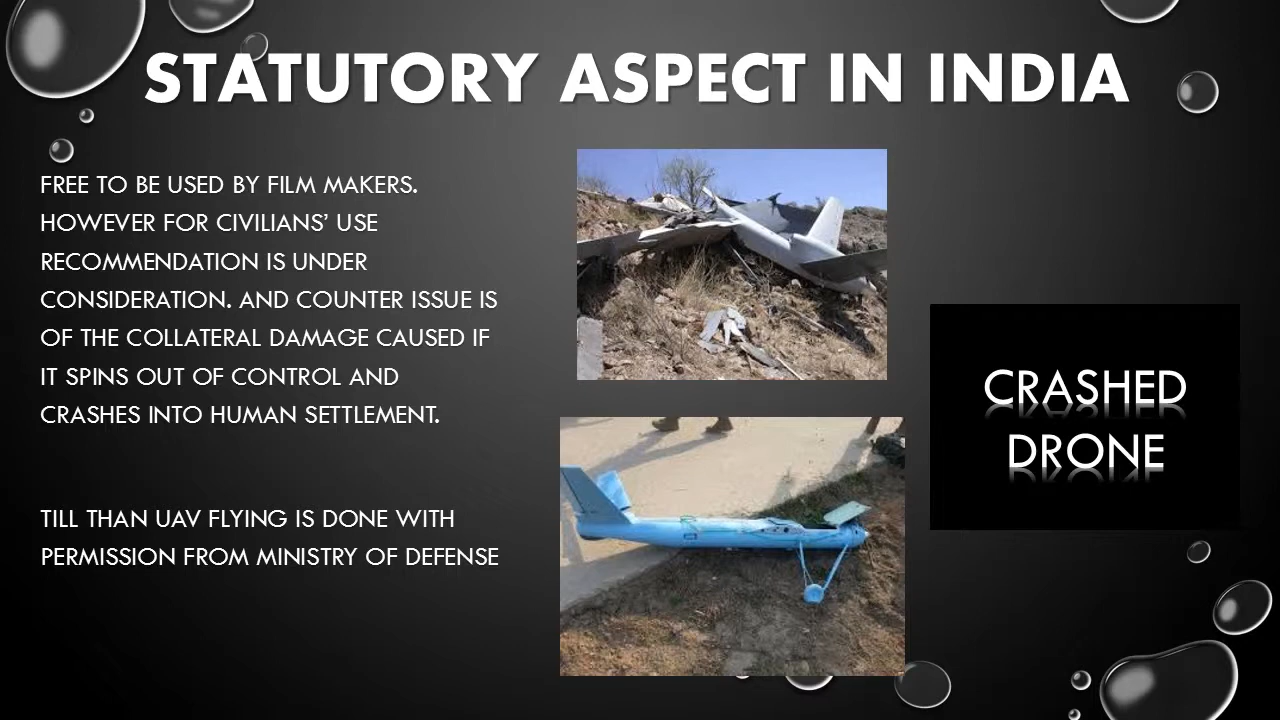 STATUTORY ASPECT IN INDIA
FREE TO BE USED BY FILM MAKERS.
HOWEVER FOR CIVILIANS’ USE
RECOMMENDATION IS UNDER
CONSIDERATION. AND COUNTER ISSUE IS
OF THE COLLATERAL DAMAGE CAUSED IF
IT SPINS OUT OF CONTROL AND
CRASHES INTO HUMAN SETTLEMENT.
TILL THAN UAV FLYING IS DONE WITH
PERMISSION FROM MINISTRY OF DEFENSE
CRASHED
DRONE